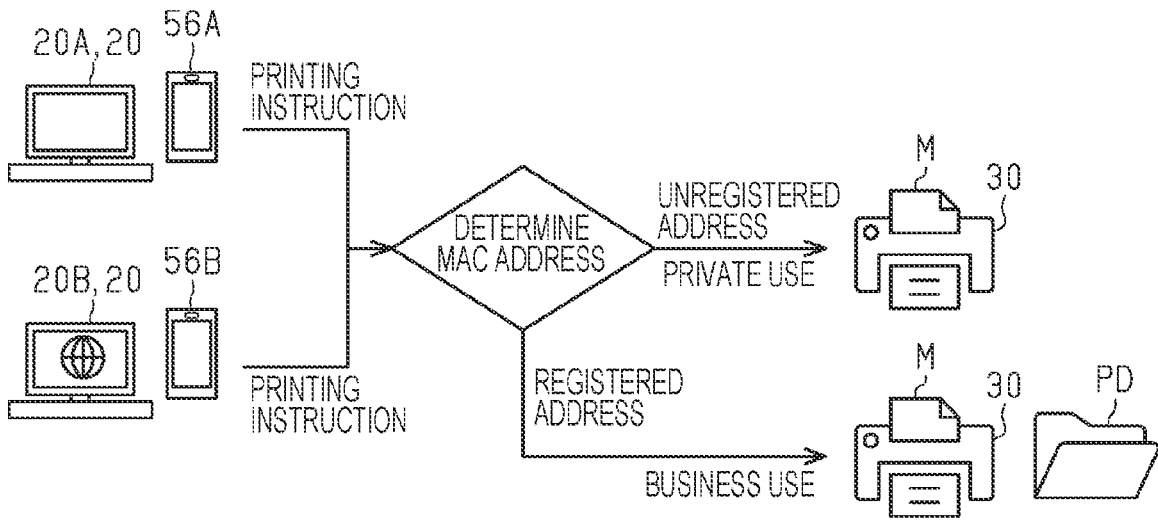 20A, 20
56A
PRINTING
INSTRUCTION
20B, 20
56B
PRINTING
INSTRUCTION
DETERMINE
MAC ADDRESS
UNREGISTERED
ADDRESS
PRIVATE USE
M
30
REGISTERED
ADDRESS
BUSINESS USE
M
30
PD